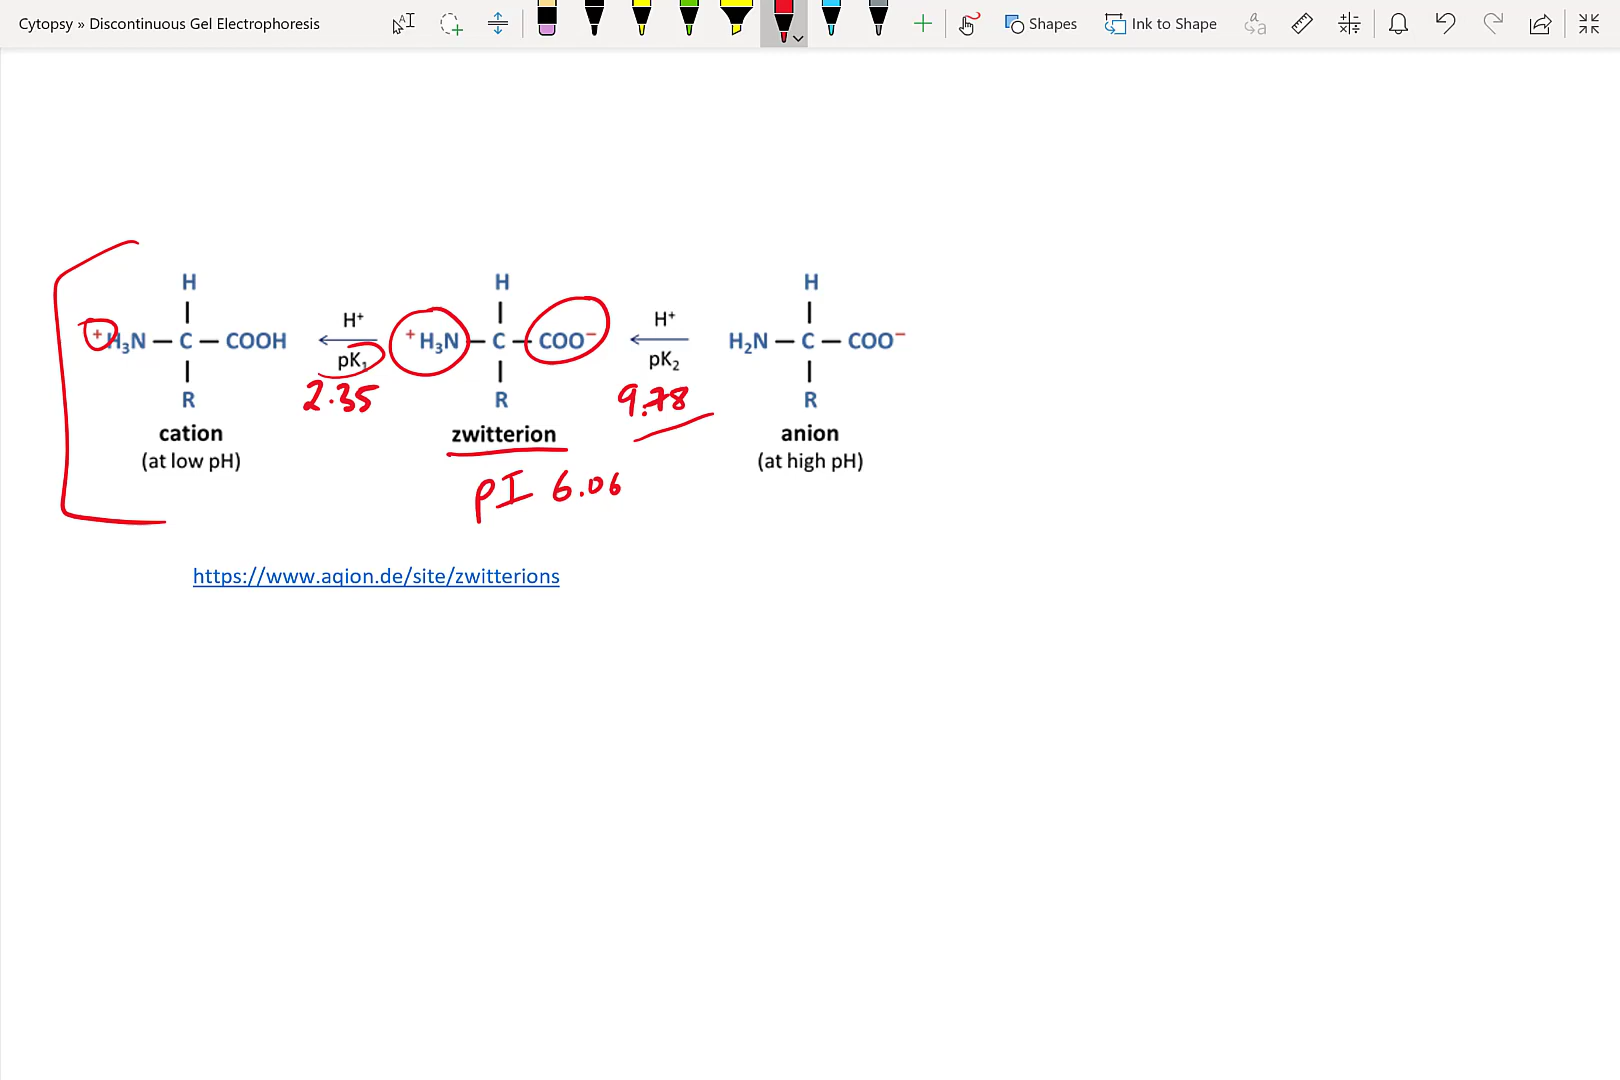 Cytopsy » Discontinuous Gel Electrophoresis
Shapes
Ink to Shape
H H H
⁺H₃N — C — COOH H⁺ ⁺H₃N — C — COO⁻ H⁺ H₂N — C — COO⁻
pK₁ pK₂
R 2.35 R 9.78 R
cation zwitterion anion
(at low pH) (at high pH)
pI 6.06
https://www.aqion.de/site/zwitterions